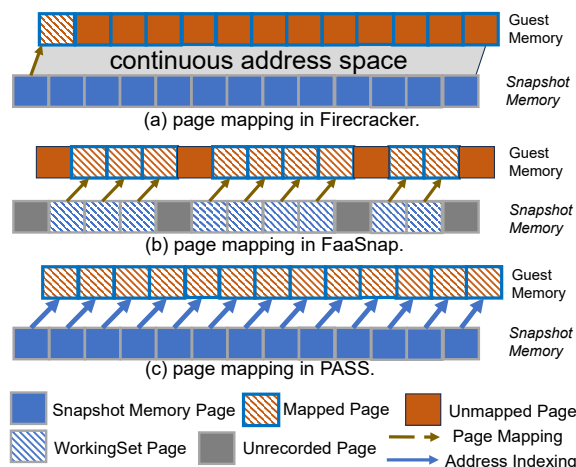 Guest
Memory
continuous address space
Snapshot
Memory
(a) page mapping in Firecracker.
Guest
Memory
Snapshot
Memory
(b) page mapping in FaaSnap.
Guest
Memory
Snapshot
Memory
(c) page mapping in PASS.
Snapshot Memory Page
Mapped Page
Unmapped Page
WorkingSet Page
Unrecorded Page
Page Mapping
Address Indexing